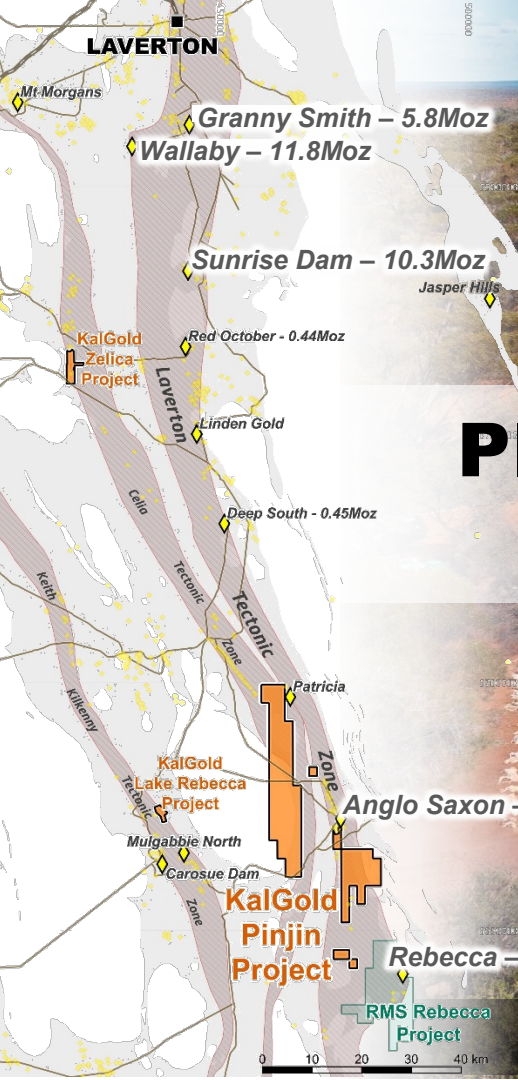 450000
500000
LAVERTON
Mt Morgans
Granny Smith – 5.8Moz
Wallaby – 11.8Moz
Sunrise Dam – 10.3Moz
Jasper Hills
Red October - 0.44Moz
KalGold
Zelica
Project
Laverton
Linden Gold
Celia
Deep South - 0.45Moz
Keith
Tectonic
Tectonic
Zone
Patricia
Kilkenny
Zone
KalGold
Lake Rebecca
Project
Tectonic
Anglo Saxon -
Mulgabbie North
Carosue Dam
Zone
KalGold
Pinjin
Project
Rebecca –
RMS Rebecca
Project
0 10 20 30 40 km